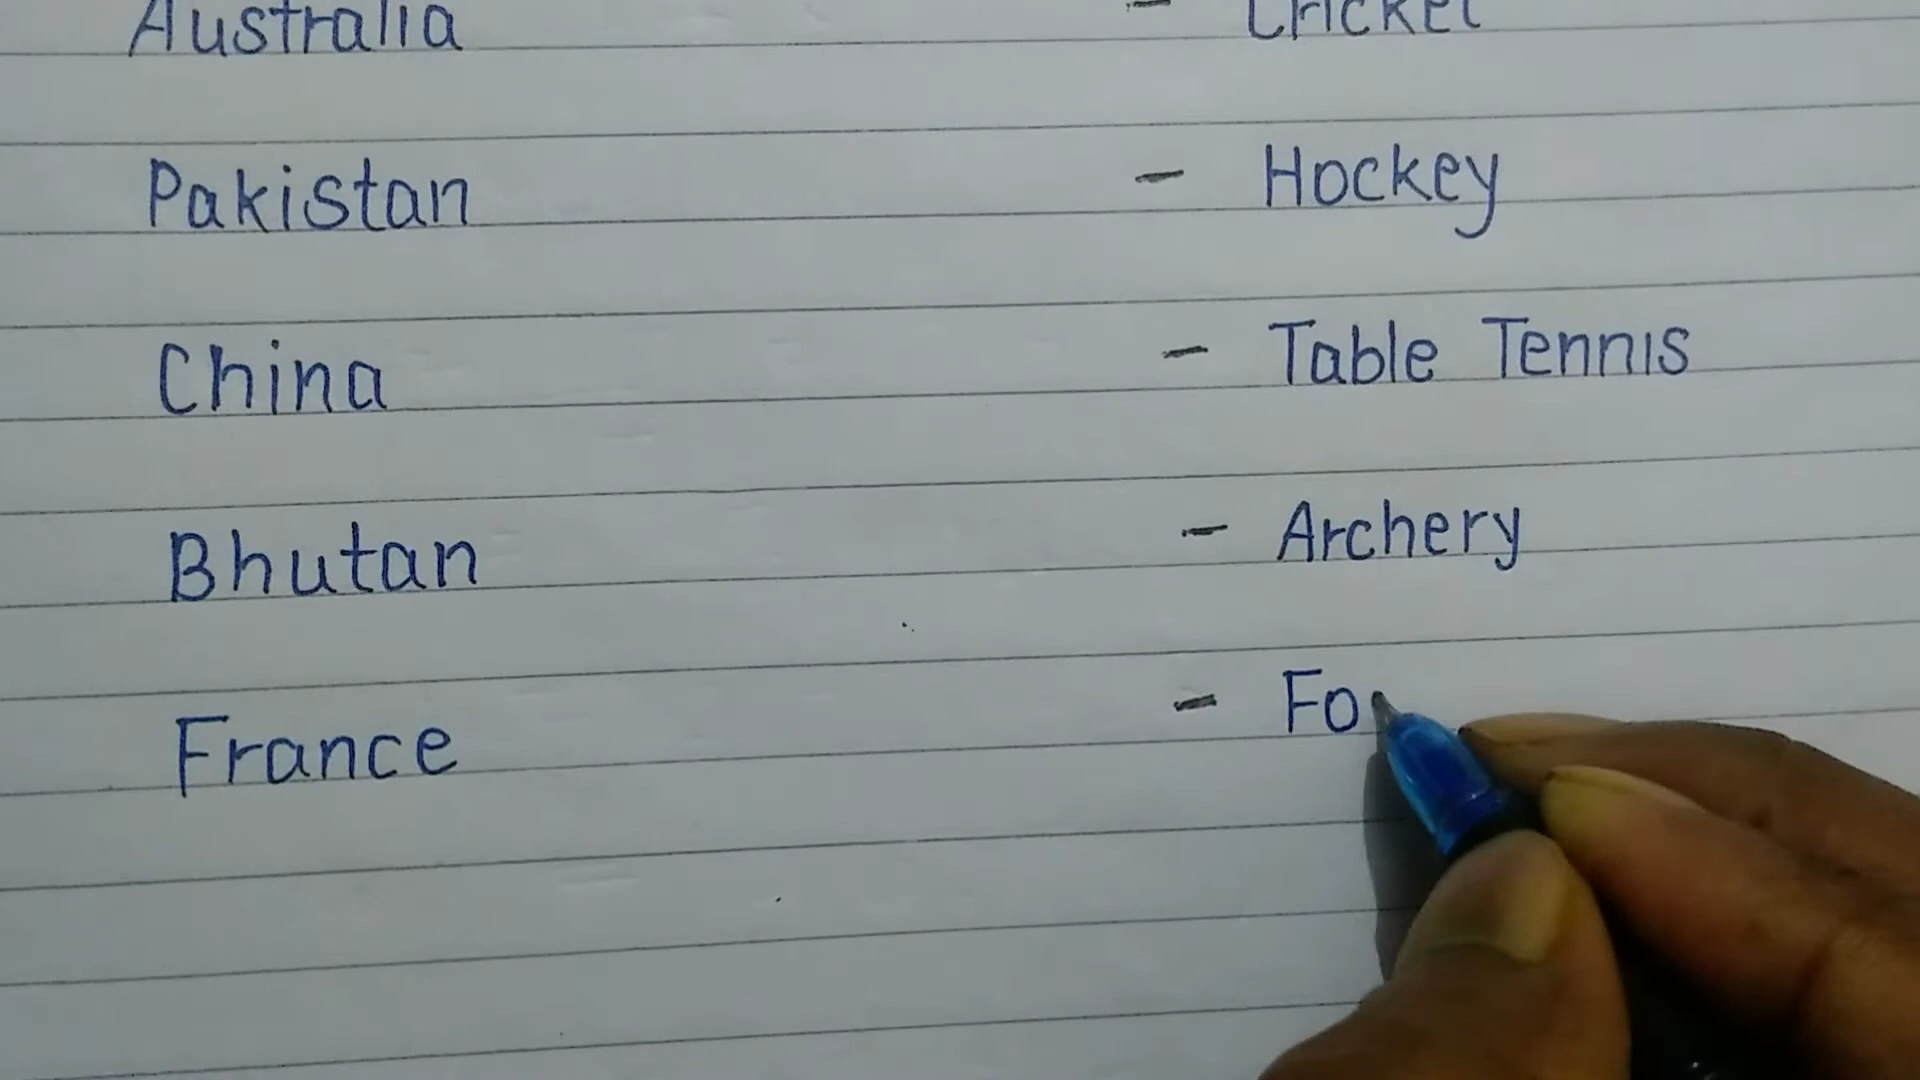 Australia - Cricket
Pakistan - Hockey
China - Table Tennis
Bhutan - Archery
France - Fo